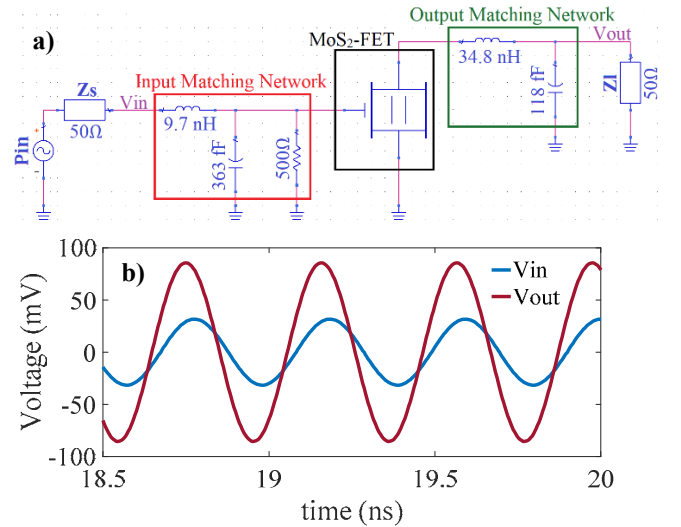 a)
Output Matching Network
MoS₂-FET
Vout
34.8 nH
118 fF
Zl
50Ω
Input Matching Network
Zs
Vin
50Ω
9.7 nH
Pin
+
-
363 fF
500Ω
b)
Vin
Vout
Voltage (mV)
100
50
0
-50
-100
18.5
19
19.5
20
time (ns)